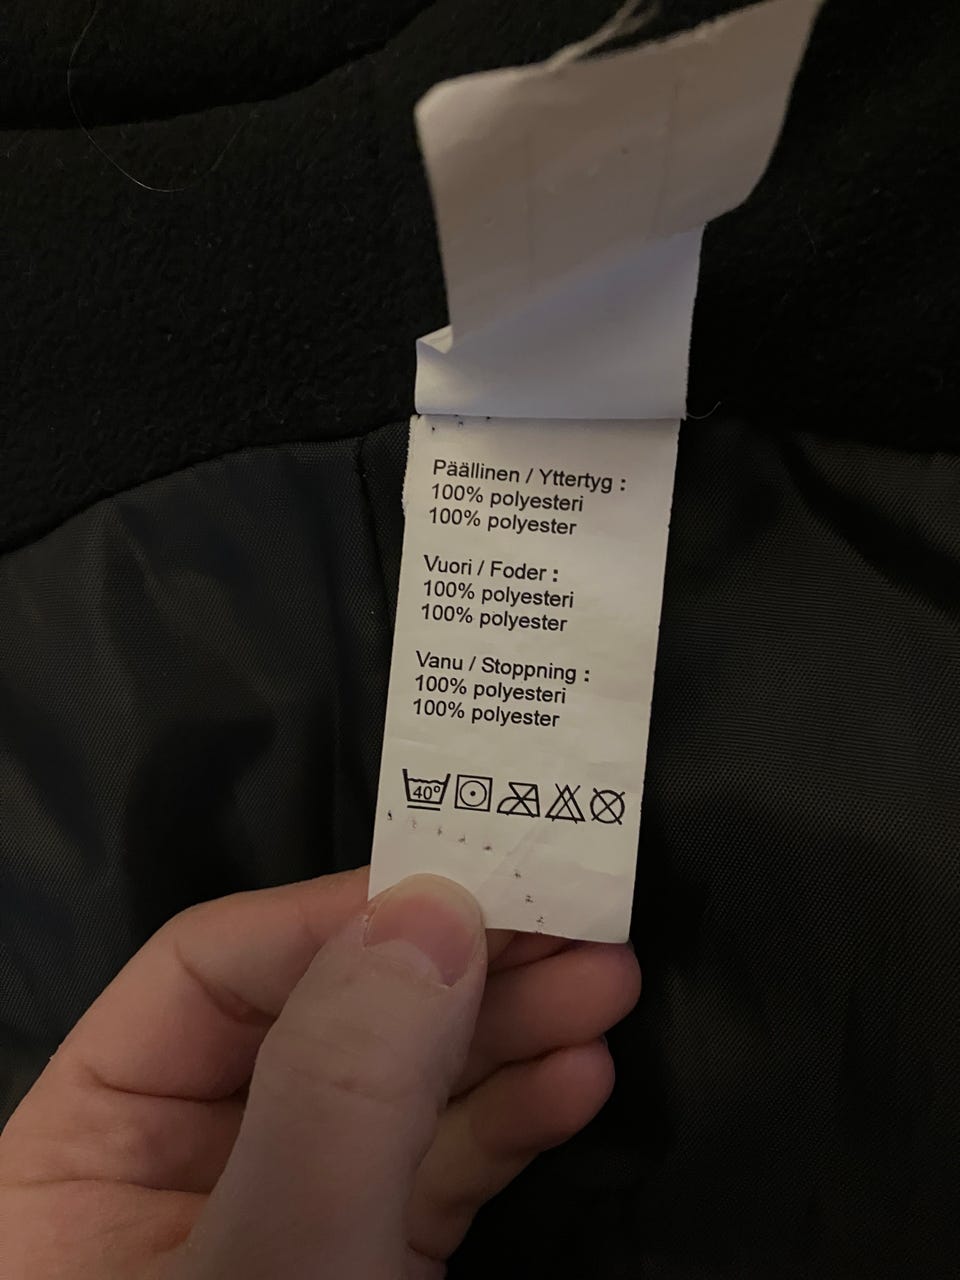 Päällinen / Yttertyg :
100% polyesteri
100% polyester
Vuori / Foder :
100% polyesteri
100% polyester
Vanu / Stoppning :
100% polyesteri
100% polyester
40°